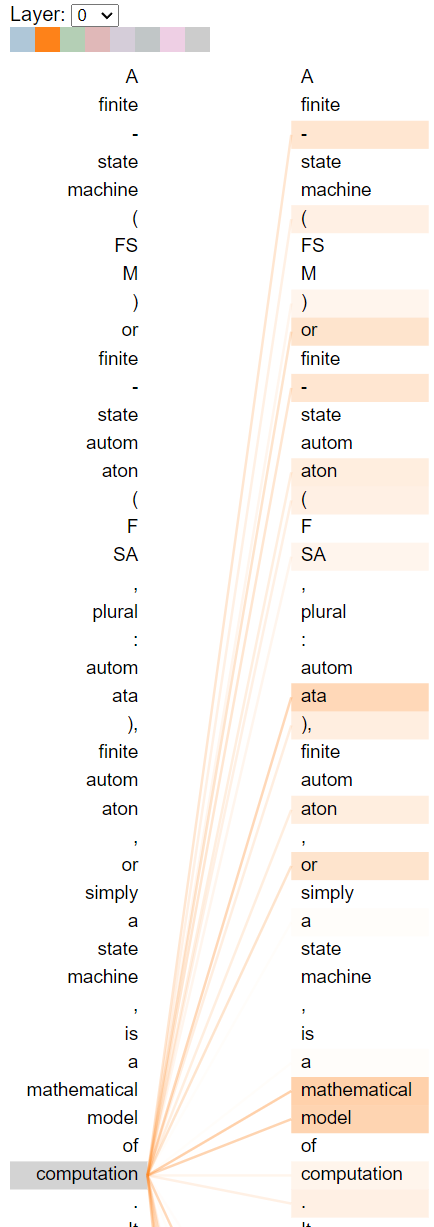 Layer: 0
A A
finite finite
- -
state state
machine machine
( (
FS FS
M M
) )
or or
finite finite
- -
state state
autom autom
aton aton
( (
F F
SA SA
, ,
plural plural
: :
autom autom
ata ata
), ),
finite finite
autom autom
aton aton
, ,
or or
simply simply
a a
state state
machine machine
, ,
is is
a a
mathematical mathematical
model model
of of
computation computation
. .